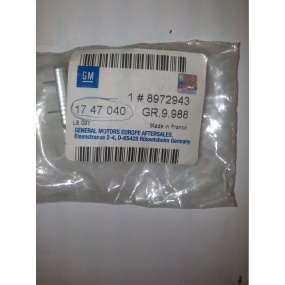 GM
1 # 8972943
17 47 040
GR.9.988
Made in France
LB 097
GENERAL MOTORS EUROPE AFTERSALES,
Eisenstrasse 2-4, D-65428 Rüsselsheim Germany